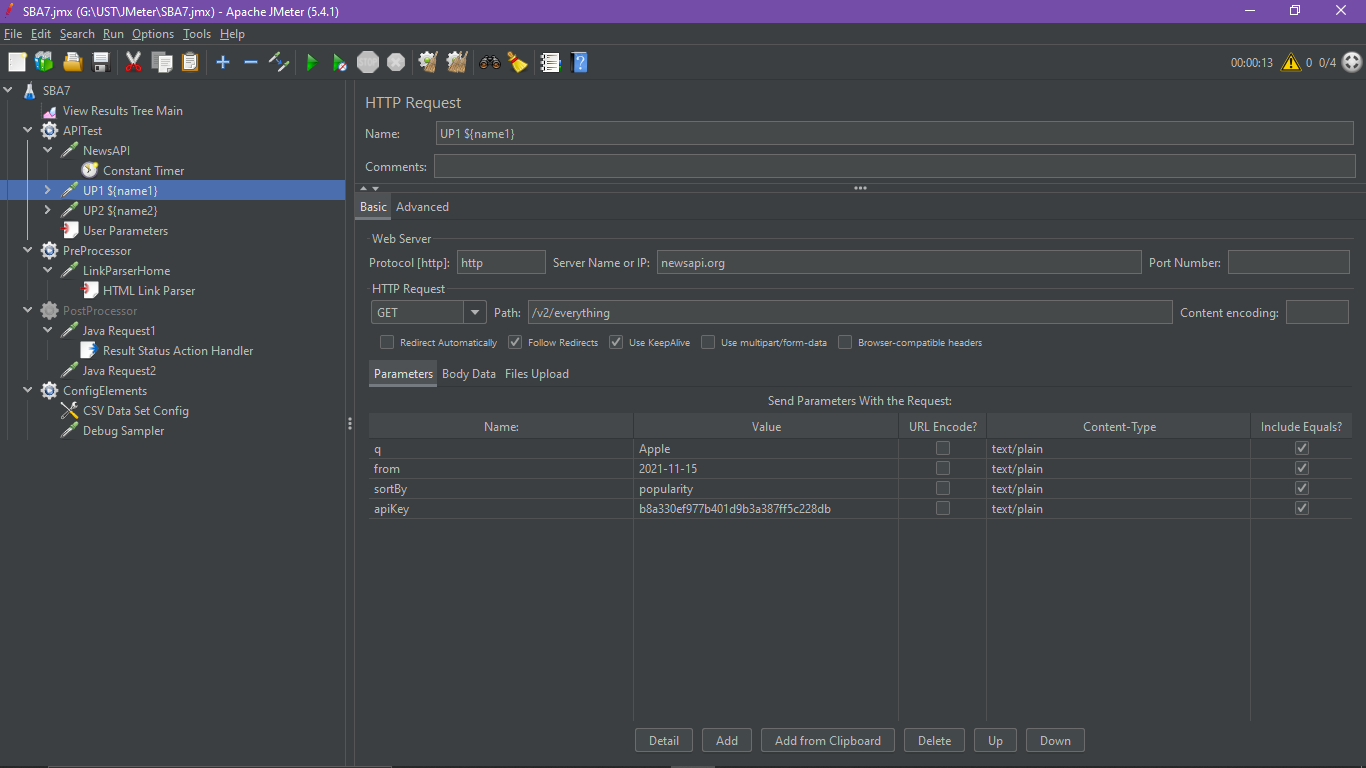 SBA7.jmx (G:\UST\JMeter\SBA7.jmx) - Apache JMeter (5.4.1)
File Edit Search Run Options Tools Help
STOP
00:00:13 0 0/4
SBA7
View Results Tree Main
APITest
NewsAPI
Constant Timer
UP1 ${name1}
UP2 ${name2}
User Parameters
PreProcessor
LinkParserHome
HTML Link Parser
PostProcessor
Java Request1
Result Status Action Handler
Java Request2
ConfigElements
CSV Data Set Config
Debug Sampler
HTTP Request
Name: UP1 ${name1}
Comments:
Basic Advanced
Web Server
Protocol [http]: http Server Name or IP: newsapi.org Port Number:
HTTP Request
GET Path: /v2/everything Content encoding:
Redirect Automatically Follow Redirects Use KeepAlive Use multipart/form-data Browser-compatible headers
Parameters Body Data Files Upload
Send Parameters With the Request:
Name: Value URL Encode? Content-Type Include Equals?
q Apple text/plain
from 2021-11-15 text/plain
sortBy popularity text/plain
apiKey b8a330ef977b401d9b3a387ff5c228db text/plain
Detail Add Add from Clipboard Delete Up Down